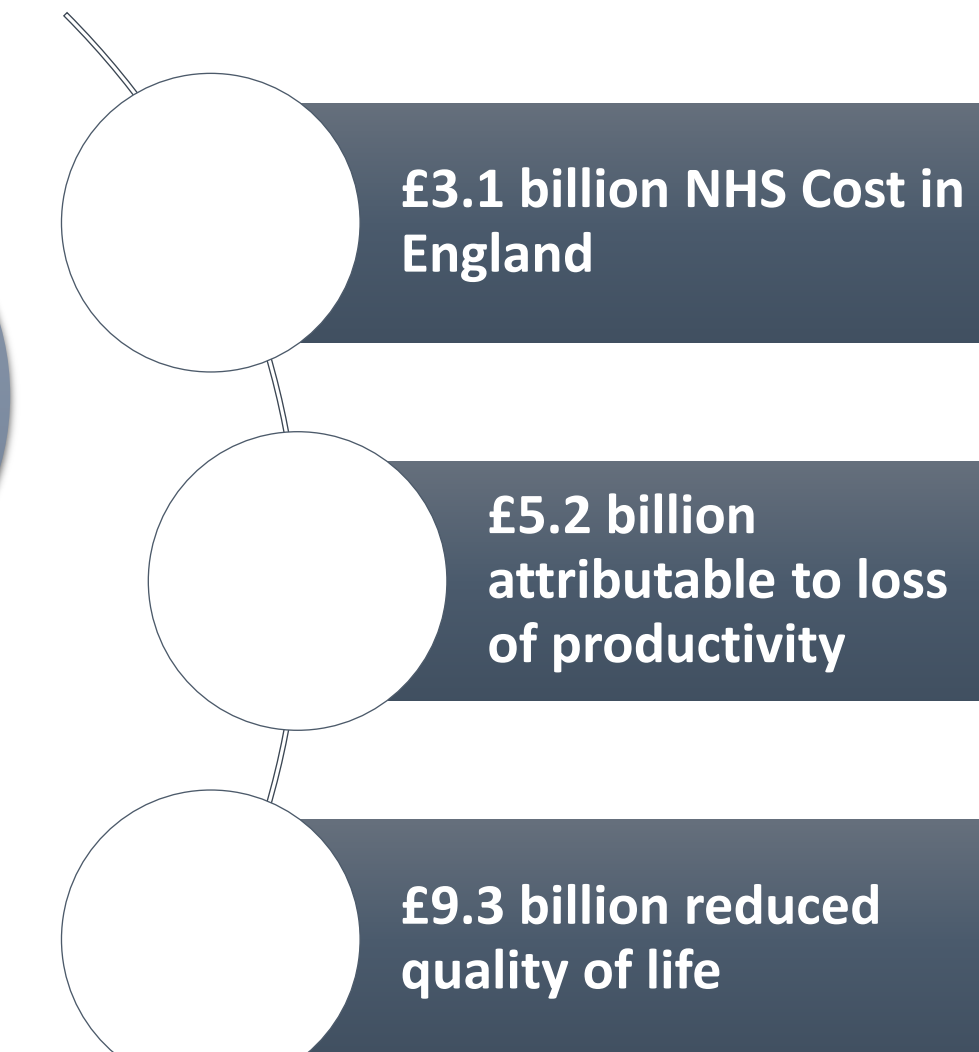 £3.1 billion NHS Cost in
England
£5.2 billion
attributable to loss
of productivity
£9.3 billion reduced
quality of life